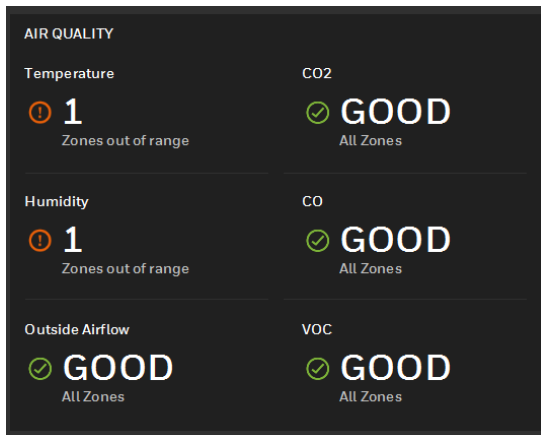 AIR QUALITY
Temperature
1
Zones out of range
CO2
GOOD
All Zones
Humidity
1
Zones out of range
CO
GOOD
All Zones
Outside Airflow
GOOD
All Zones
VOC
GOOD
All Zones